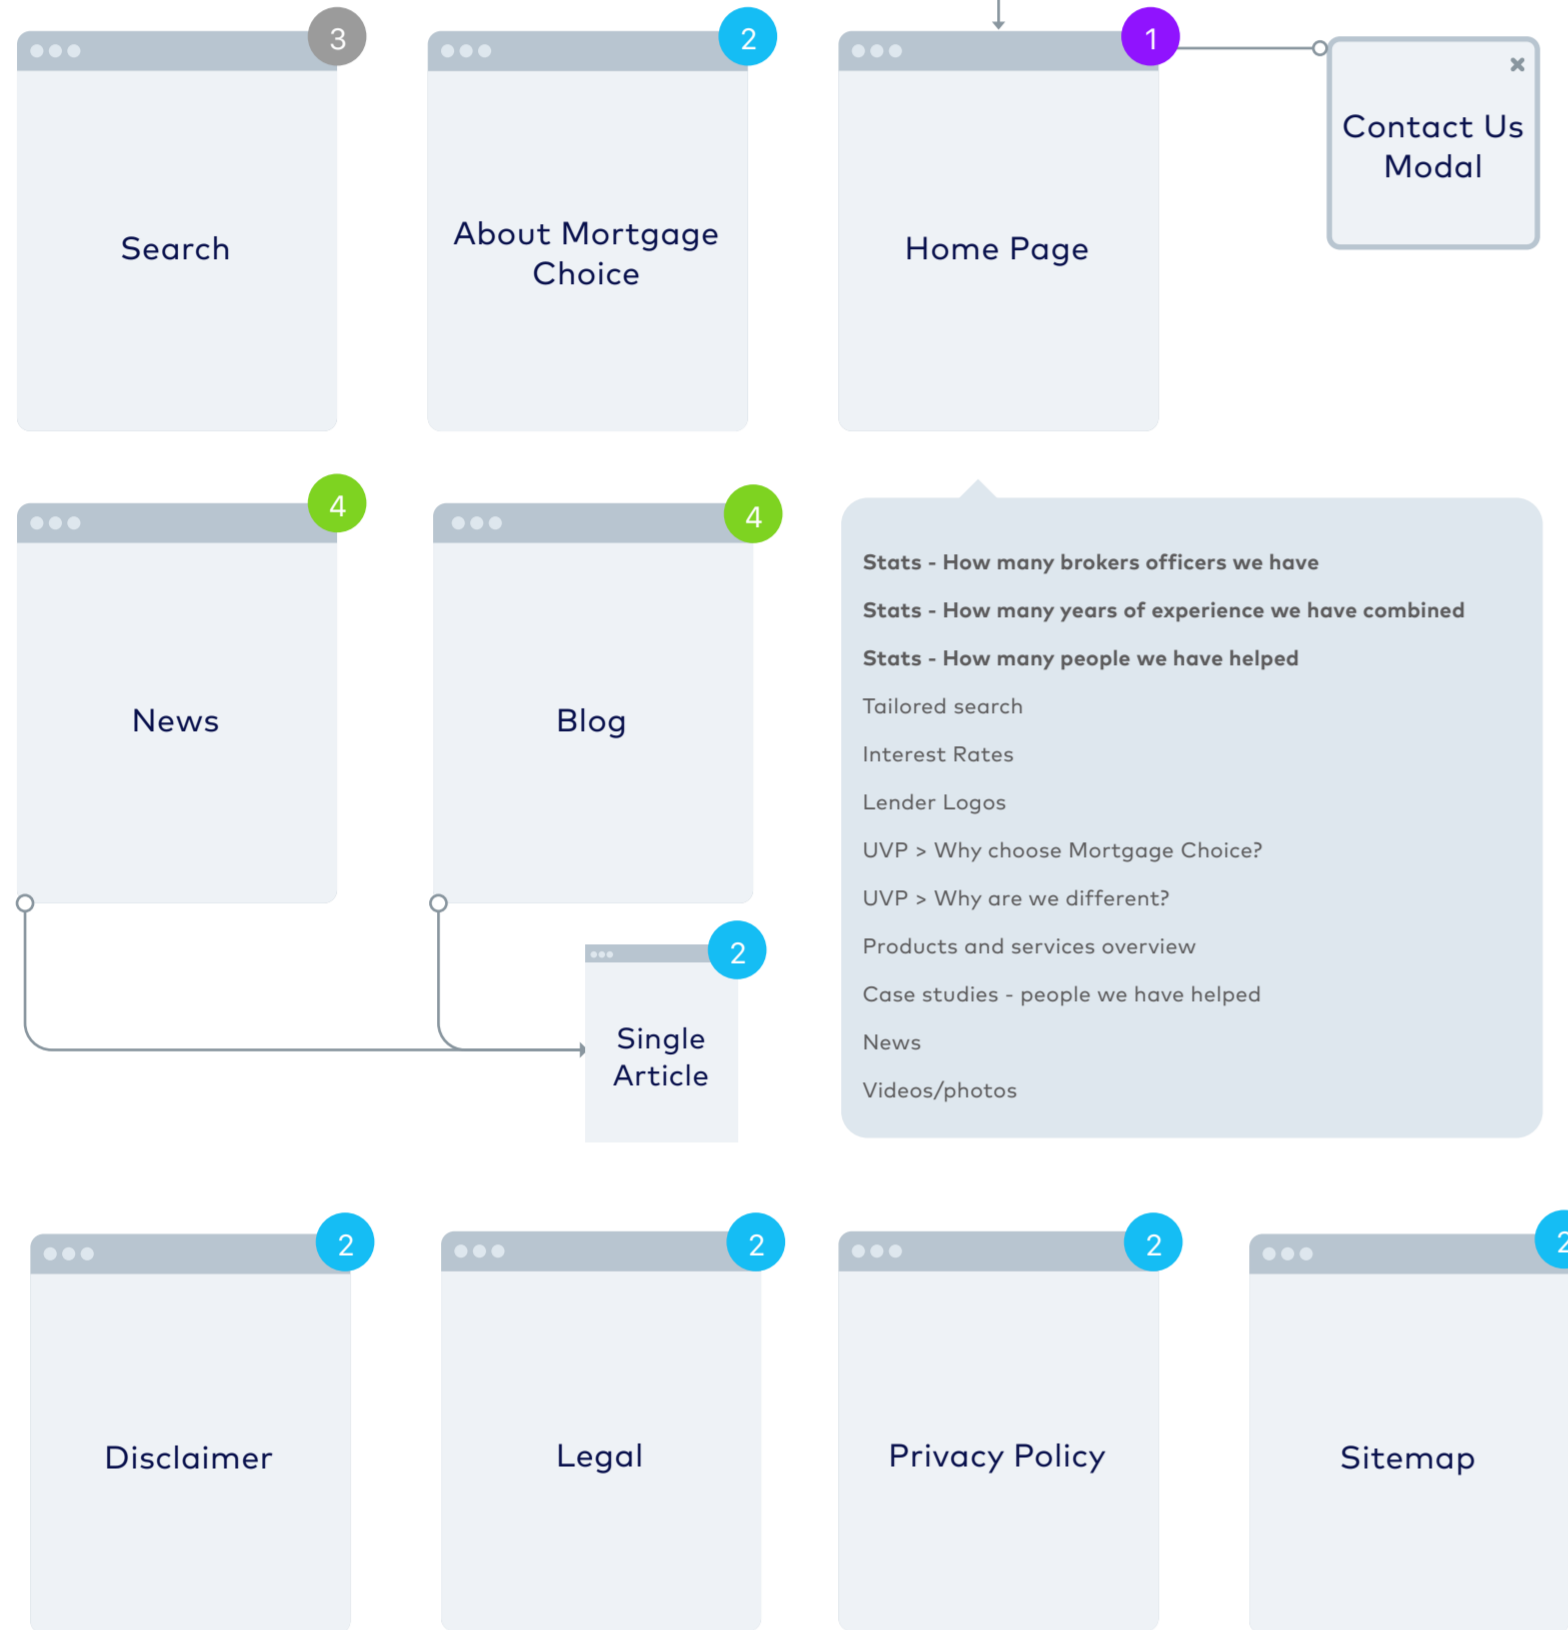 3
Search
2
About Mortgage
Choice
1
Home Page
Contact Us
Modal
4
News
4
Blog
2
Single
Article
Stats - How many brokers officers we have
Stats - How many years of experience we have combined
Stats - How many people we have helped
Tailored search
Interest Rates
Lender Logos
UVP > Why choose Mortgage Choice?
UVP > Why are we different?
Products and services overview
Case studies - people we have helped
News
Videos/photos
2
Disclaimer
2
Legal
2
Privacy Policy
2
Sitemap